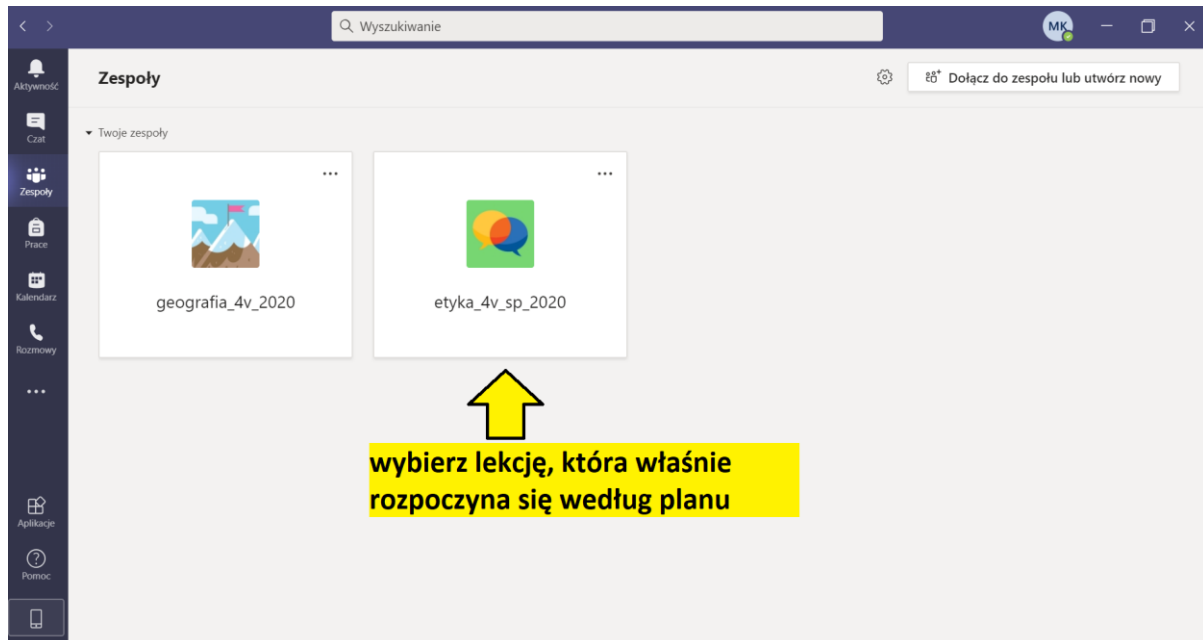 Wyszukiwanie
MK
Aktywność
Czat
Zespoły
Prace
Kalendarz
Rozmowy
Aplikacje
Pomoc
Zespoły
Dołącz do zespołu lub utwórz nowy
Twoje zespoły
geografia_4v_2020
etyka_4v_sp_2020
wybierz lekcję, która właśnie
rozpoczyna się według planu